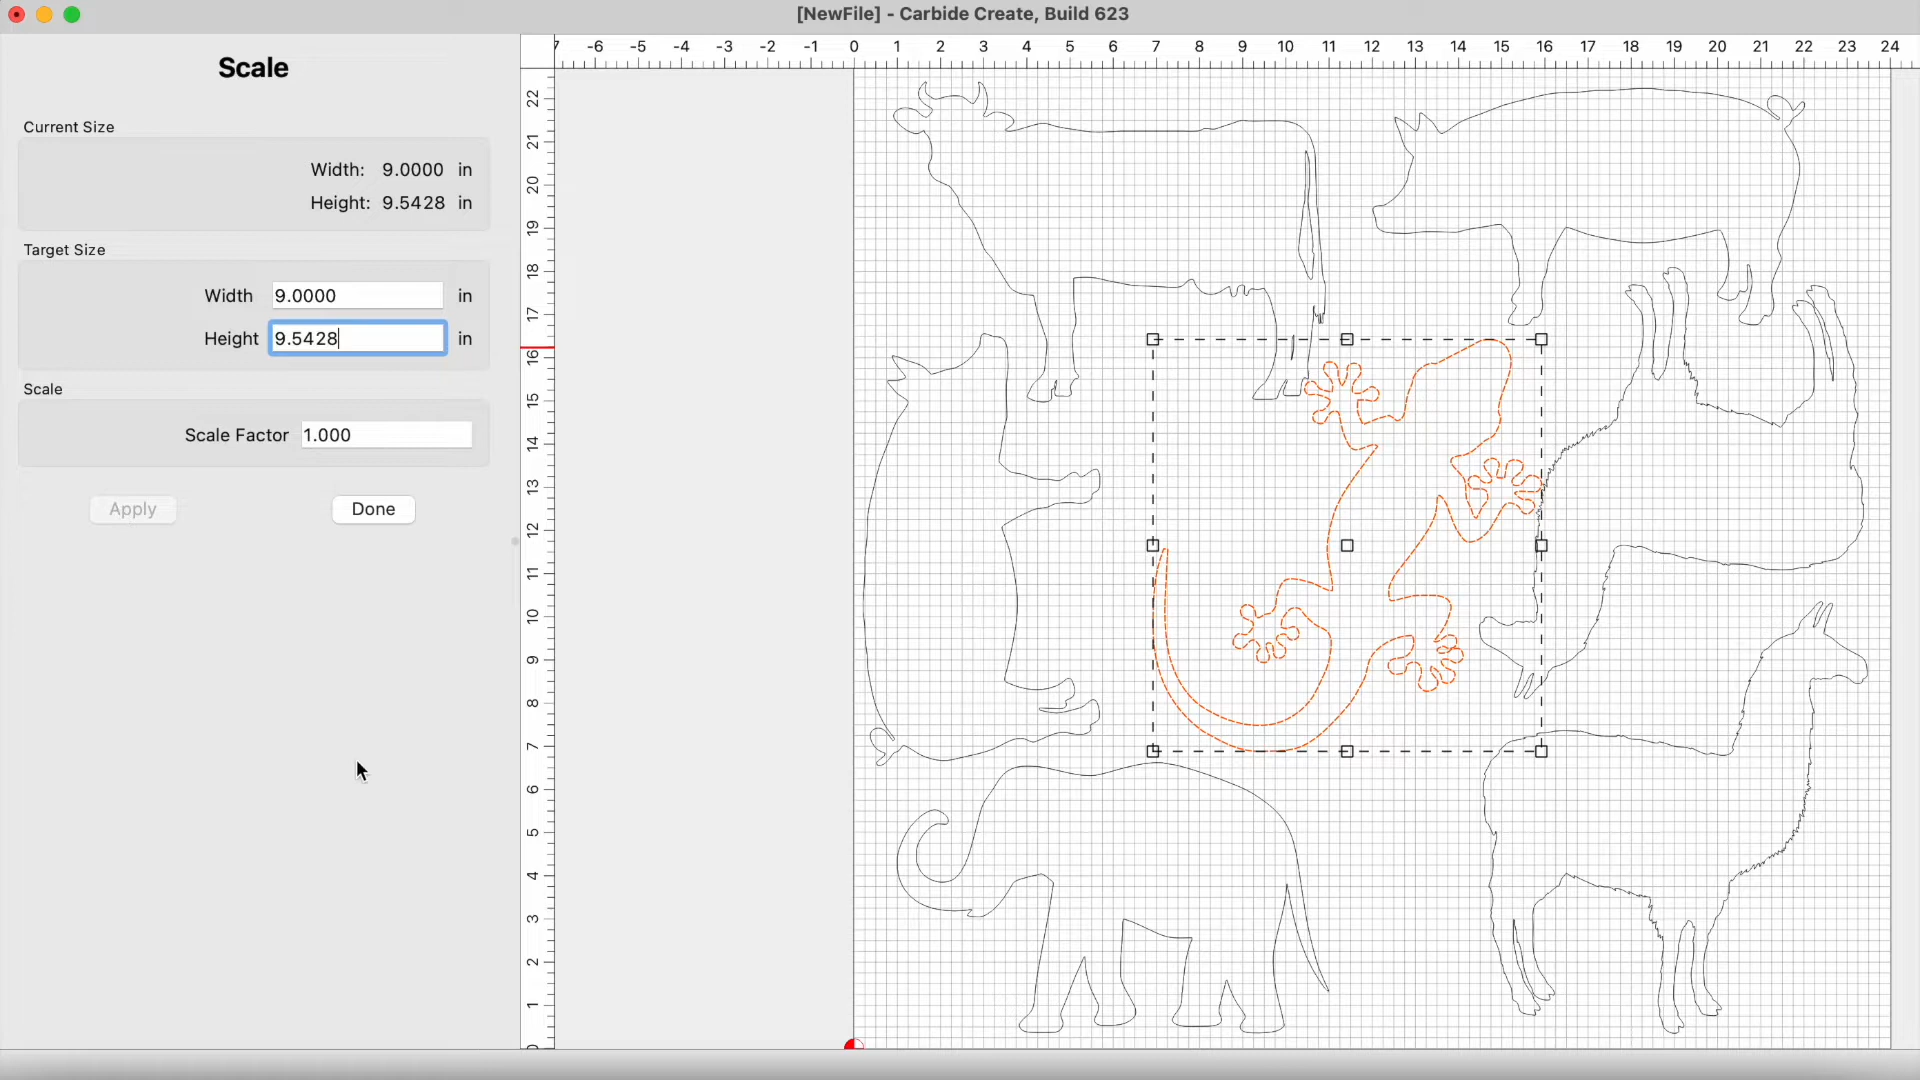 [NewFile] - Carbide Create, Build 623
7 -6 -5 -4 -3 -2 -1 0 1 2 3 4 5 6 7 8 9 10 11 12 13 14 15 16 17 18 19 20 21 22 23 24
Scale
Current Size
Width: 9.0000 in
Height: 9.5428 in
Target Size
Width 9.0000 in
Height 9.5428 in
Scale
Scale Factor 1.000
Apply Done
22
21
20
19
18
17
16
15
14
13
12
11
10
9
8
7
6
5
4
3
2
1
0